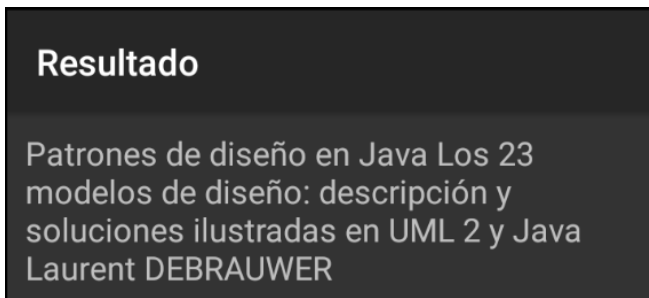 Resultado
Patrones de diseño en Java Los 23
modelos de diseño: descripción y
soluciones ilustradas en UML 2 y Java
Laurent DEBRAUWER